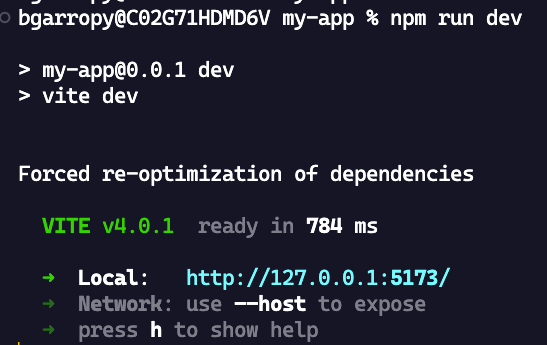 bgarropy@C02G71HDMD6V my-app % npm run dev
> my-app@0.0.1 dev
> vite dev
Forced re-optimization of dependencies
VITE v4.0.1 ready in 784 ms
➜ Local: http://127.0.0.1:5173/
➜ Network: use --host to expose
➜ press h to show help